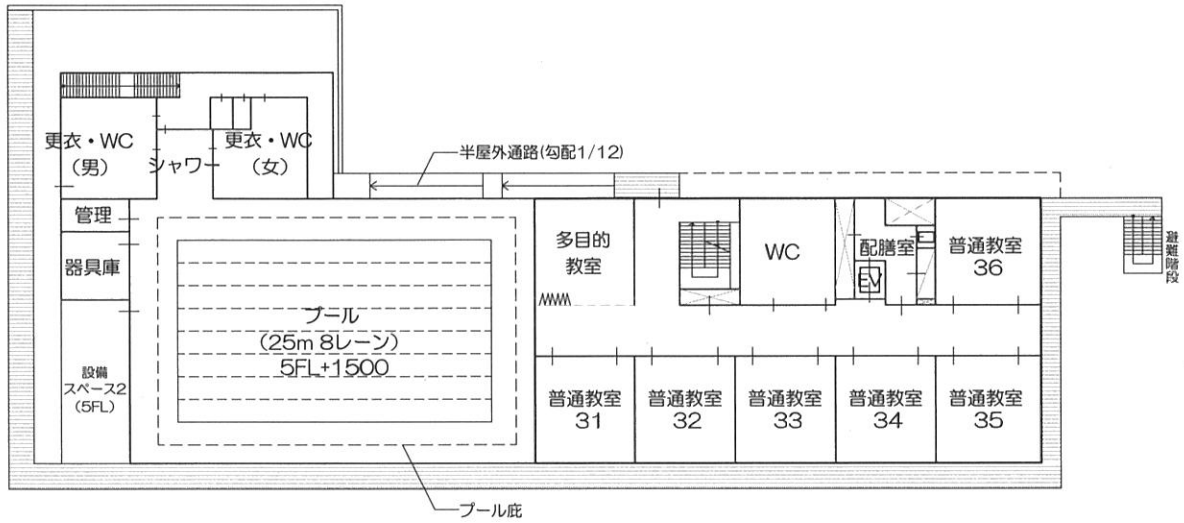 更衣・WC
（男）
シャワー
更衣・WC
（女）
半屋外通路(勾配1/12)
管理
器具庫
設備
スペース2
（5FL）
プール
（25m 8レーン）
5FL+1500
プール庇
多目的
教室
WC
配膳室
EV
普通教室
36
避難階段
普通教室
31
普通教室
32
普通教室
33
普通教室
34
普通教室
35